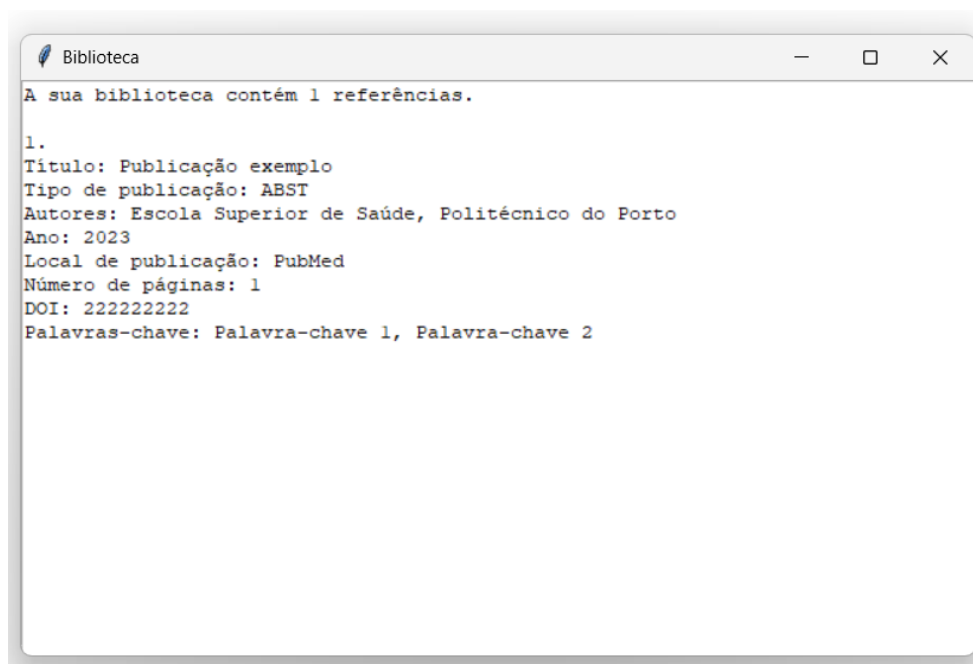 Biblioteca
A sua biblioteca contém 1 referências.
1.
Título: Publicação exemplo
Tipo de publicação: ABST
Autores: Escola Superior de Saúde, Politécnico do Porto
Ano: 2023
Local de publicação: PubMed
Número de páginas: 1
DOI: 222222222
Palavras-chave: Palavra-chave 1, Palavra-chave 2